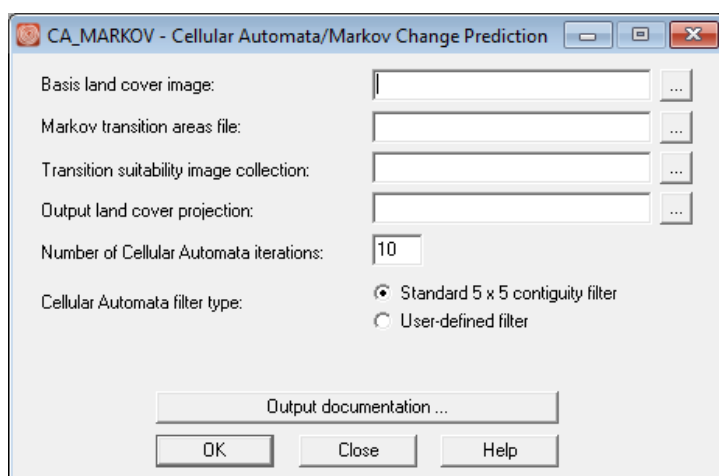 CA_MARKOV - Cellular Automata/Markov Change Prediction
Basis land cover image:
...
Markov transition areas file:
...
Transition suitability image collection:
...
Output land cover projection:
...
Number of Cellular Automata iterations:
10
Cellular Automata filter type:
Standard 5 x 5 contiguity filter
User-defined filter
Output documentation ...
OK Close Help